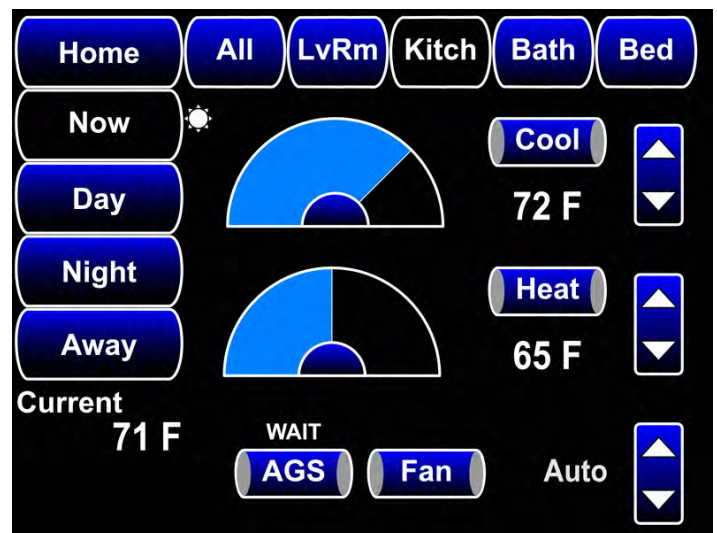 Home All LvRm Kitch Bath Bed
Now
Cool
Day
72 F
Night
Heat
Away
65 F
Current
71 F
WAIT
AGS Fan Auto